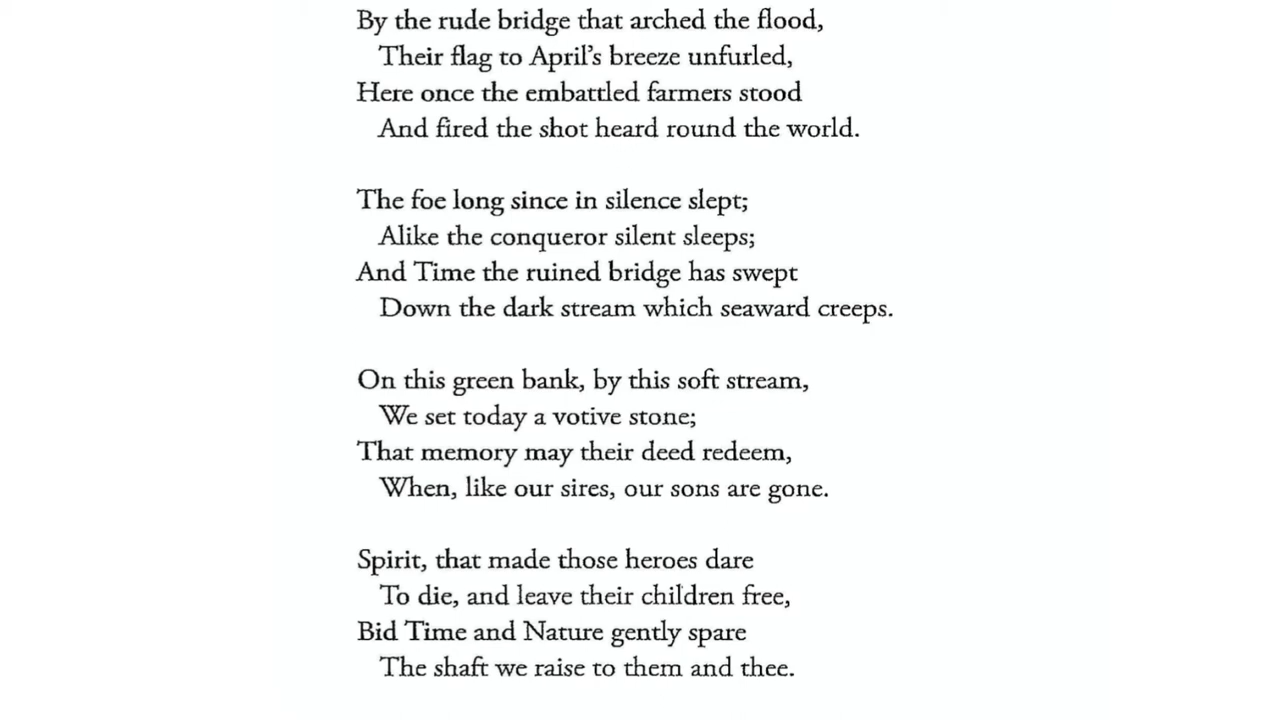 By the rude bridge that arched the flood,
Their flag to April's breeze unfurled,
Here once the embattled farmers stood
And fired the shot heard round the world.

The foe long since in silence slept;
Alike the conqueror silent sleeps;
And Time the ruined bridge has swept
Down the dark stream which seaward creeps.

On this green bank, by this soft stream,
We set today a votive stone;
That memory may their deed redeem,
When, like our sires, our sons are gone.

Spirit, that made those heroes dare
To die, and leave their children free,
Bid Time and Nature gently spare
The shaft we raise to them and thee.